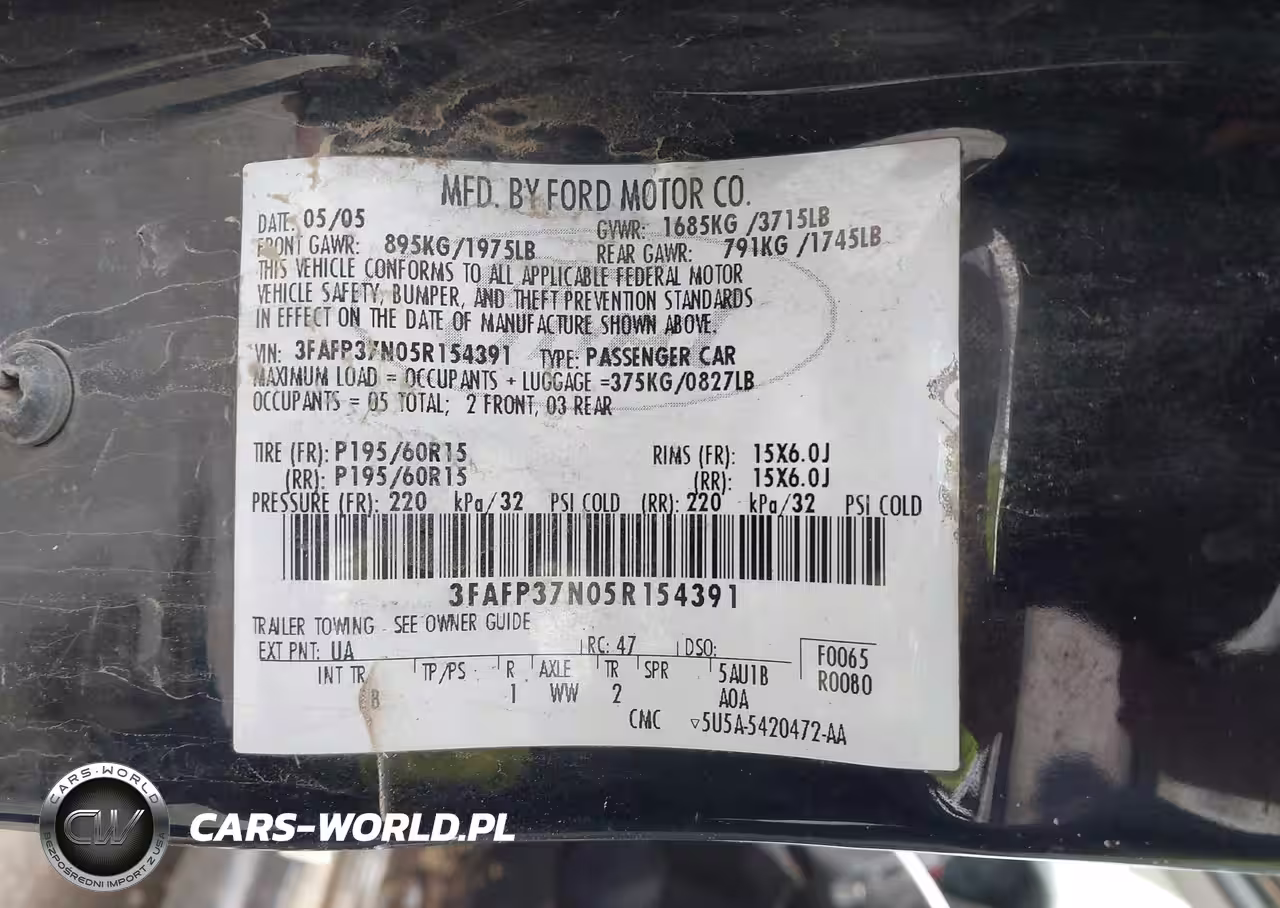 MFD. BY FORD MOTOR CO.
DATE: 05/05 GVWR: 1685KG /3715LB
FRONT GAWR: 895KG/1975LB REAR GAWR: 791KG /1745LB
THIS VEHICLE CONFORMS TO ALL APPLICABLE FEDERAL MOTOR
VEHICLE SAFETY, BUMPER, AND THEFT PREVENTION STANDARDS
IN EFFECT ON THE DATE OF MANUFACTURE SHOWN ABOVE.
VIN: 3FAFP37N05R154391 TYPE: PASSENGER CAR
MAXIMUM LOAD = OCCUPANTS + LUGGAGE =375KG/0827LB
OCCUPANTS = 05 TOTAL; 2 FRONT, 03 REAR
TIRE (FR): P195/60R15 RIMS (FR): 15X6.0J
(RR): P195/60R15 (RR): 15X6.0J
PRESSURE (FR): 220 kPa/32 PSI COLD (RR): 220 kPa/32 PSI COLD
3FAFP37N05R154391
TRAILER TOWING - SEE OWNER GUIDE
EXT PNT: UA RC: 47 DSO: F0065
INT TR TP/PS R AXLE TR SPR 5AU1B R0080
B 1 WW 2 A0A
CMC ▽5U5A-5420472-AA
CARS-WORLD
CW
BEZPOŚREDNI IMPORT Z USA
CARS-WORLD.PL